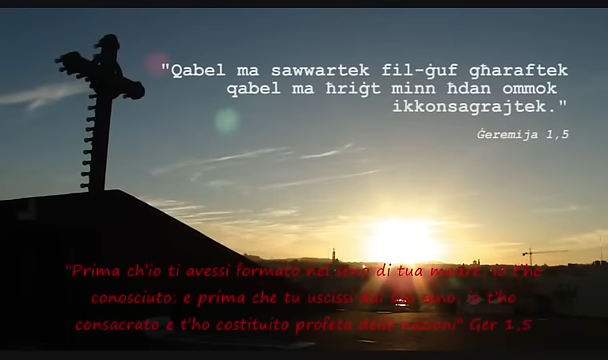 "Qabel ma sawwartek fil-ġuf għaraftek
qabel ma ħriġt minn ħdan ommok
ikkonsagrajtek."
Ġeremija 1,5
"Prima ch'io ti avessi formato nel seno di tua madre, io t'ho
conosciuto; e prima che tu uscissi dal suo seno, io t'ho
consacrato e t'ho costituito profeta delle nazioni" Ger 1,5